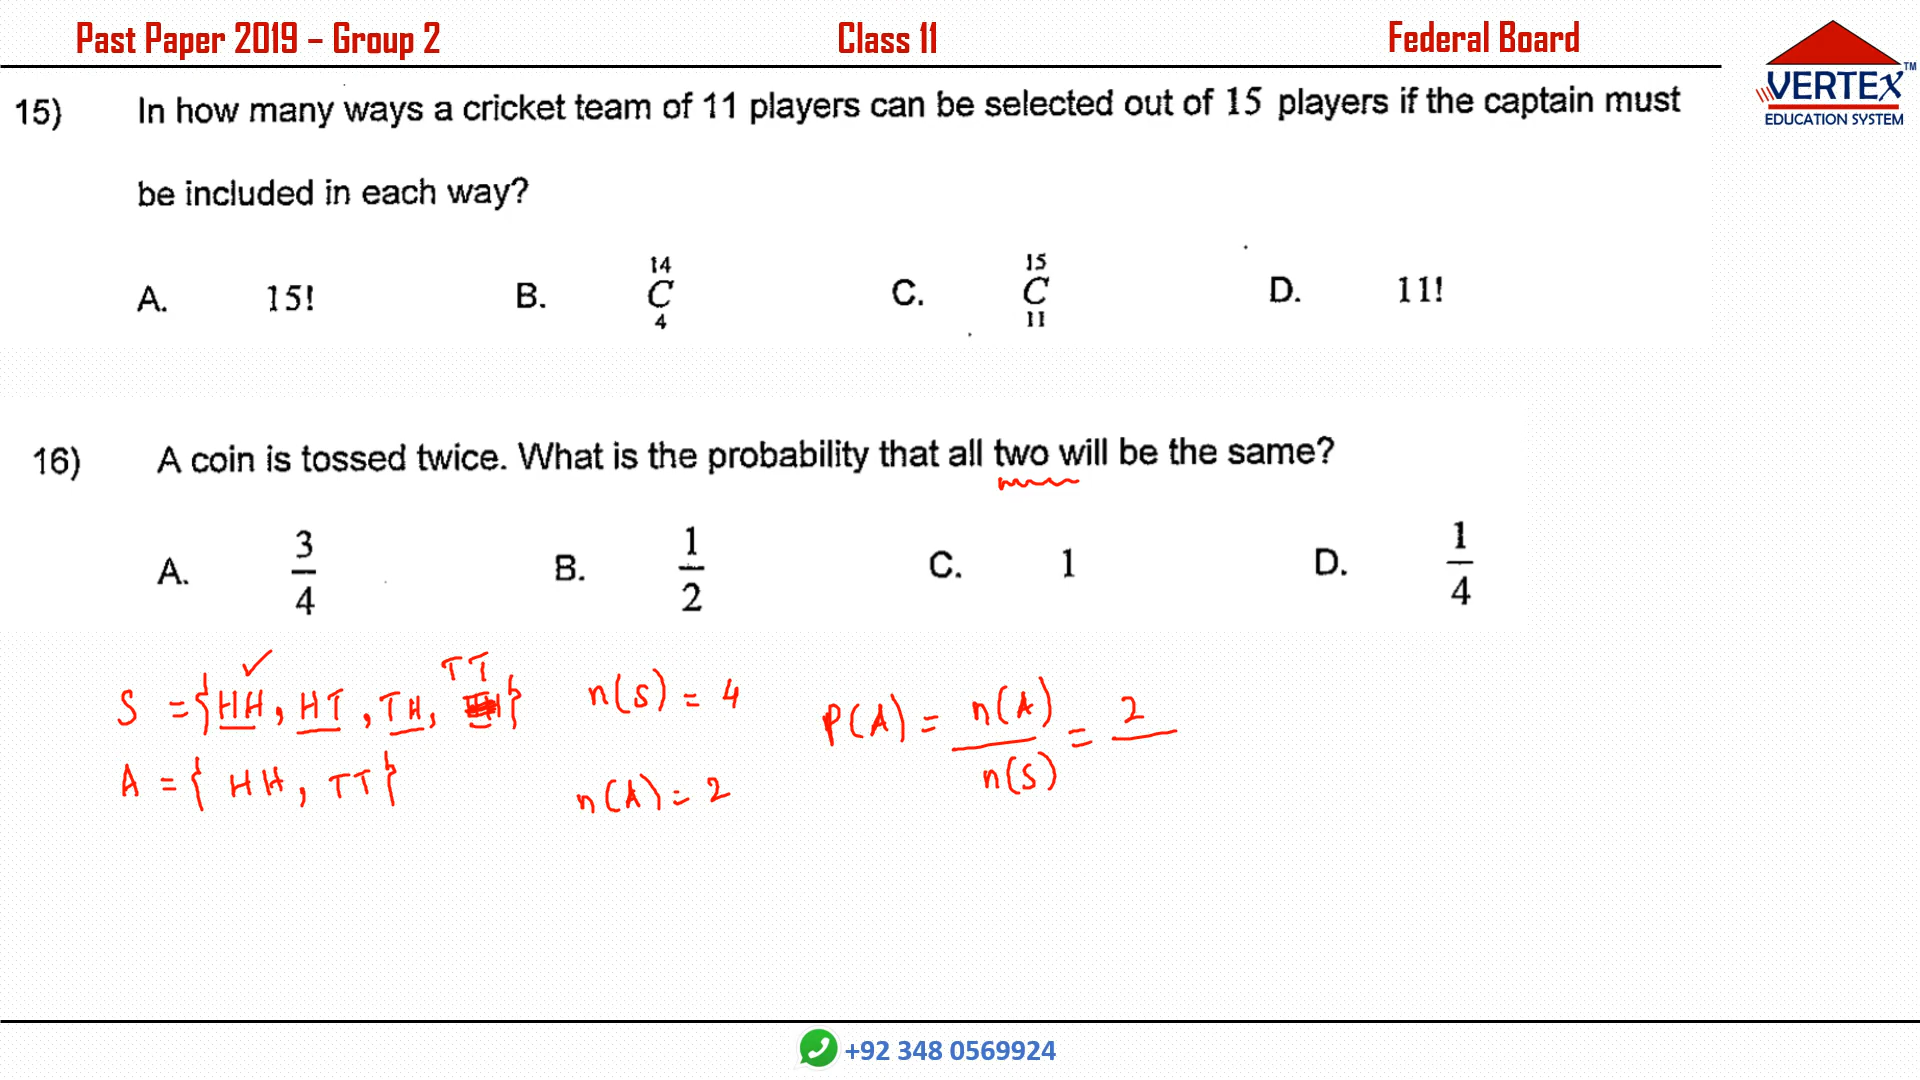 Past Paper 2019 – Group 2 Class 11 Federal Board
VERTEX TM
EDUCATION SYSTEM
15) In how many ways a cricket team of 11 players can be selected out of 15 players if the captain must
be included in each way?
A. 15! B. 14 C 4 C. 15 C 11 D. 11!
16) A coin is tossed twice. What is the probability that all two will be the same?
A. 3/4 B. 1/2 C. 1 D. 1/4
S = {HH, HT, TH, TT} n(S) = 4
P(A) = n(A)/n(S) = 2
A = { HH, TT} n(A) = 2
+92 348 0569924